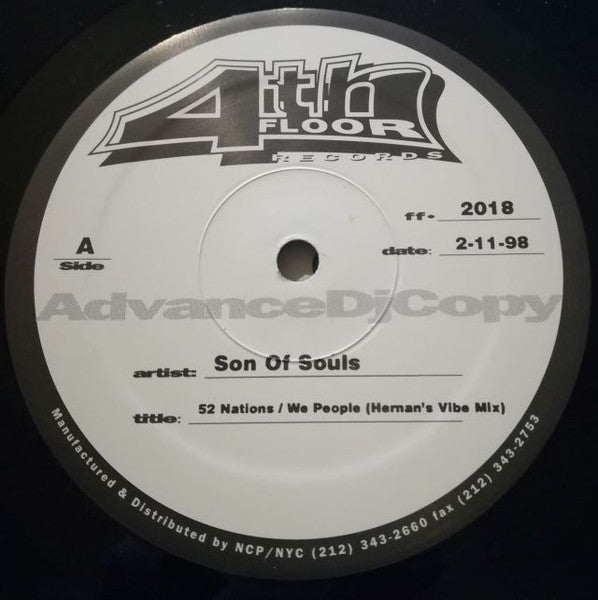 4th
FLOOR
RECORDS
ff- 2018
A
Side
date: 2-11-98
AdvanceDjCopy
artist: Son Of Souls
title: 52 Nations / We People (Hernan's Vibe Mix)
Manufactured & Distributed by NCP/NYC (212) 343-2660 fax (212) 343-2753